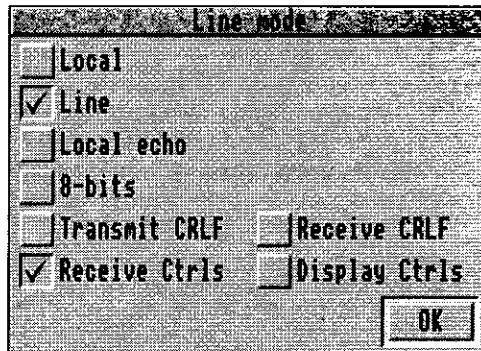 Line mode
Local
Line
Local echo
8-bits
Transmit CRLF Receive CRLF
Receive Ctrls Display Ctrls
OK